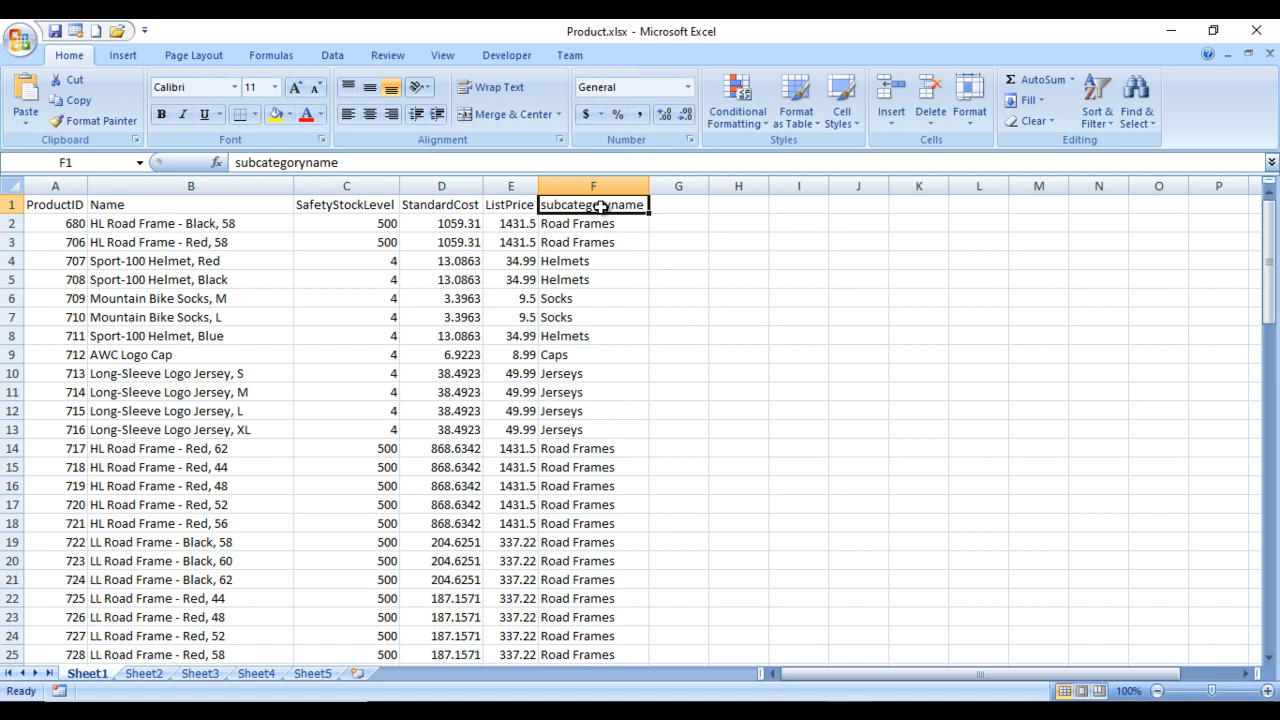 Product.xlsx - Microsoft Excel
Home Insert Page Layout Formulas Data Review View Developer Team
Paste
Cut
Copy
Format Painter
Clipboard
Calibri 11
B I U
Font
Wrap Text
Merge & Center
Alignment
General
$ % ,
Number
Conditional Formatting
Format as Table
Cell Styles
Styles
Insert
Delete
Format
Cells
AutoSum
Fill
Clear
Sort & Filter
Find & Select
Editing
F1 fx subcategoryname
A B C D E F G H I J K L M N O P
1 ProductID Name SafetyStockLevel StandardCost ListPrice subcategoryname
2 680 HL Road Frame - Black, 58 500 1059.31 1431.5 Road Frames
3 706 HL Road Frame - Red, 58 500 1059.31 1431.5 Road Frames
4 707 Sport-100 Helmet, Red 4 13.0863 34.99 Helmets
5 708 Sport-100 Helmet, Black 4 13.0863 34.99 Helmets
6 709 Mountain Bike Socks, M 4 3.3963 9.5 Socks
7 710 Mountain Bike Socks, L 4 3.3963 9.5 Socks
8 711 Sport-100 Helmet, Blue 4 13.0863 34.99 Helmets
9 712 AWC Logo Cap 4 6.9223 8.99 Caps
10 713 Long-Sleeve Logo Jersey, S 4 38.4923 49.99 Jerseys
11 714 Long-Sleeve Logo Jersey, M 4 38.4923 49.99 Jerseys
12 715 Long-Sleeve Logo Jersey, L 4 38.4923 49.99 Jerseys
13 716 Long-Sleeve Logo Jersey, XL 4 38.4923 49.99 Jerseys
14 717 HL Road Frame - Red, 62 500 868.6342 1431.5 Road Frames
15 718 HL Road Frame - Red, 44 500 868.6342 1431.5 Road Frames
16 719 HL Road Frame - Red, 48 500 868.6342 1431.5 Road Frames
17 720 HL Road Frame - Red, 52 500 868.6342 1431.5 Road Frames
18 721 HL Road Frame - Red, 56 500 868.6342 1431.5 Road Frames
19 722 LL Road Frame - Black, 58 500 204.6251 337.22 Road Frames
20 723 LL Road Frame - Black, 60 500 204.6251 337.22 Road Frames
21 724 LL Road Frame - Black, 62 500 204.6251 337.22 Road Frames
22 725 LL Road Frame - Red, 44 500 187.1571 337.22 Road Frames
23 726 LL Road Frame - Red, 48 500 187.1571 337.22 Road Frames
24 727 LL Road Frame - Red, 52 500 187.1571 337.22 Road Frames
25 728 LL Road Frame - Red, 58 500 187.1571 337.22 Road Frames
Sheet1 Sheet2 Sheet3 Sheet4 Sheet5
Ready 100%